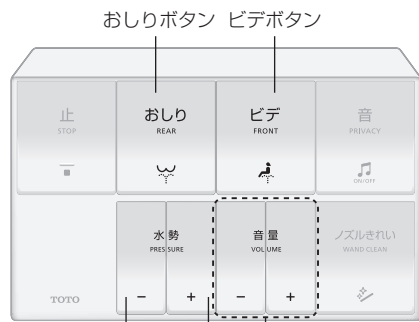 おしりボタン ビデボタン
止 おしり ビデ 音
STOP REAR FRONT PRIVACY
ON/OFF
水勢 音量 ノズルきれい
PRESSURE VOLUME WAND CLEAN
- + - +
TOTO